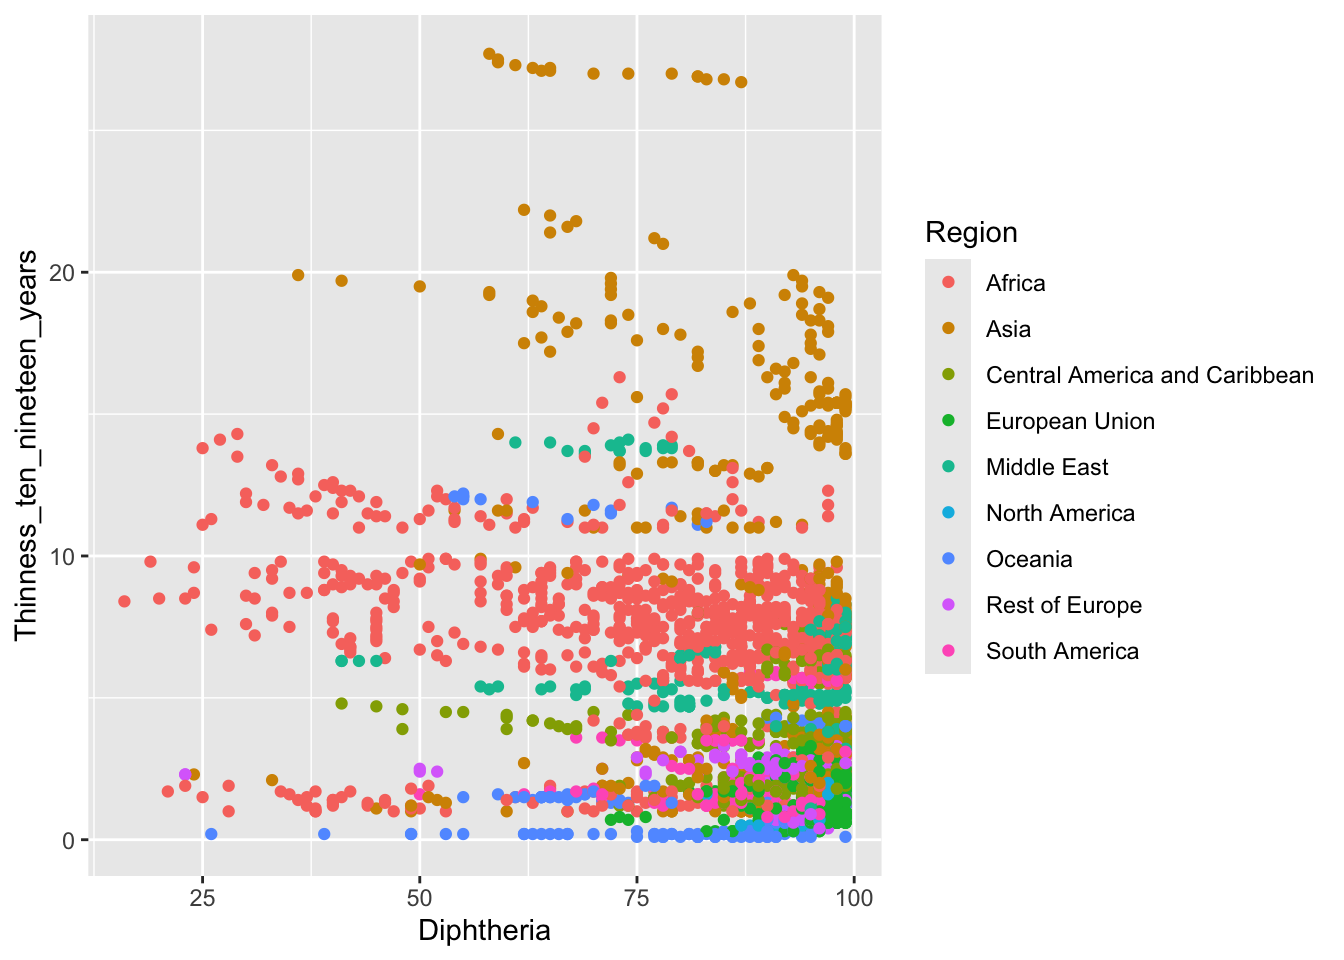 Thinness_ten_nineteen_years
20
10
0
25
50
75
100
Diphtheria
Region
Africa
Asia
Central America and Caribbean
European Union
Middle East
North America
Oceania
Rest of Europe
South America